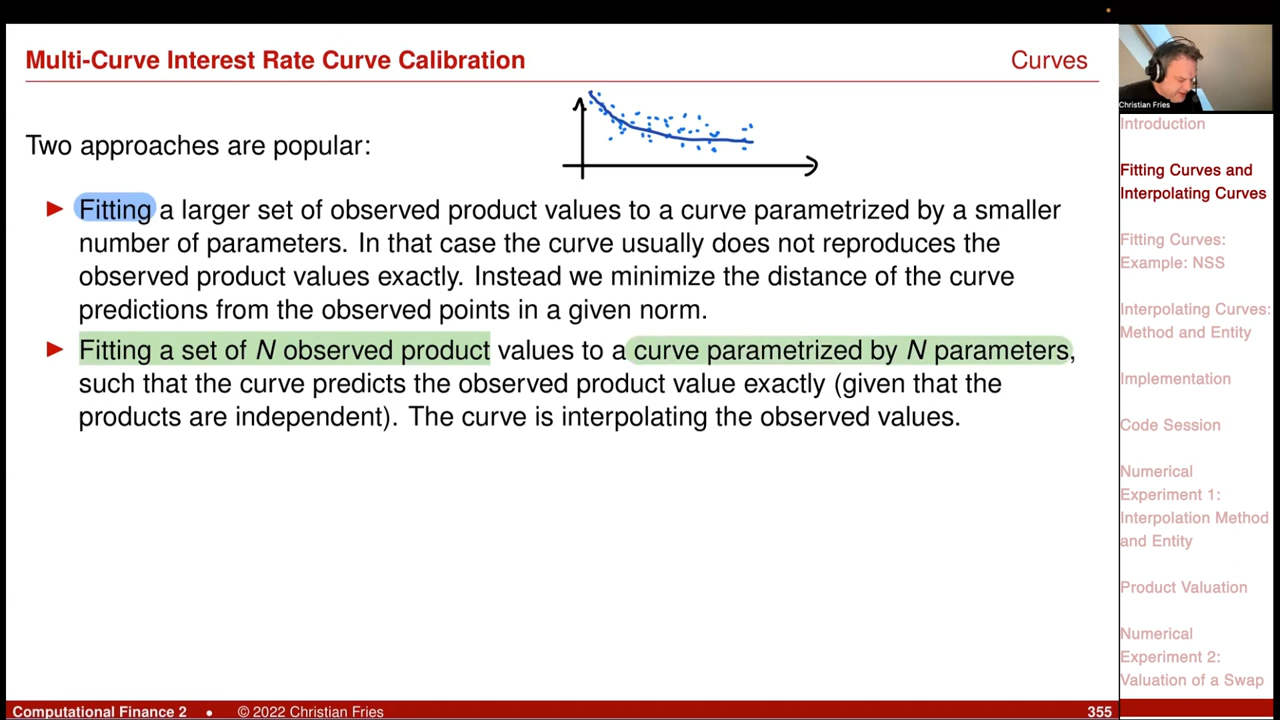 Multi-Curve Interest Rate Curve Calibration
Curves
Two approaches are popular:
Fitting a larger set of observed product values to a curve parametrized by a smaller
number of parameters. In that case the curve usually does not reproduces the
observed product values exactly. Instead we minimize the distance of the curve
predictions from the observed points in a given norm.
Fitting a set of N observed product values to a curve parametrized by N parameters,
such that the curve predicts the observed product value exactly (given that the
products are independent). The curve is interpolating the observed values.
Christian Fries
Introduction
Fitting Curves and
Interpolating Curves
Fitting Curves:
Example: NSS
Interpolating Curves:
Method and Entity
Implementation
Code Session
Numerical
Experiment 1:
Interpolation Method
and Entity
Product Valuation
Numerical
Experiment 2:
Valuation of a Swap
Computational Finance 2 • © 2022 Christian Fries
355